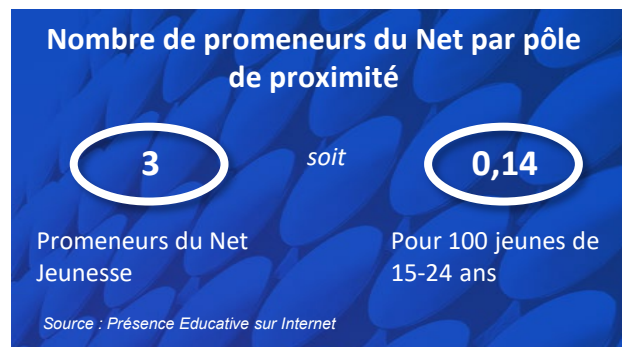 Nombre de promeneurs du Net par pôle
de proximité
3 soit 0,14
Promeneurs du Net
Jeunesse
Pour 100 jeunes de
15-24 ans
Source : Présence Educative sur Internet